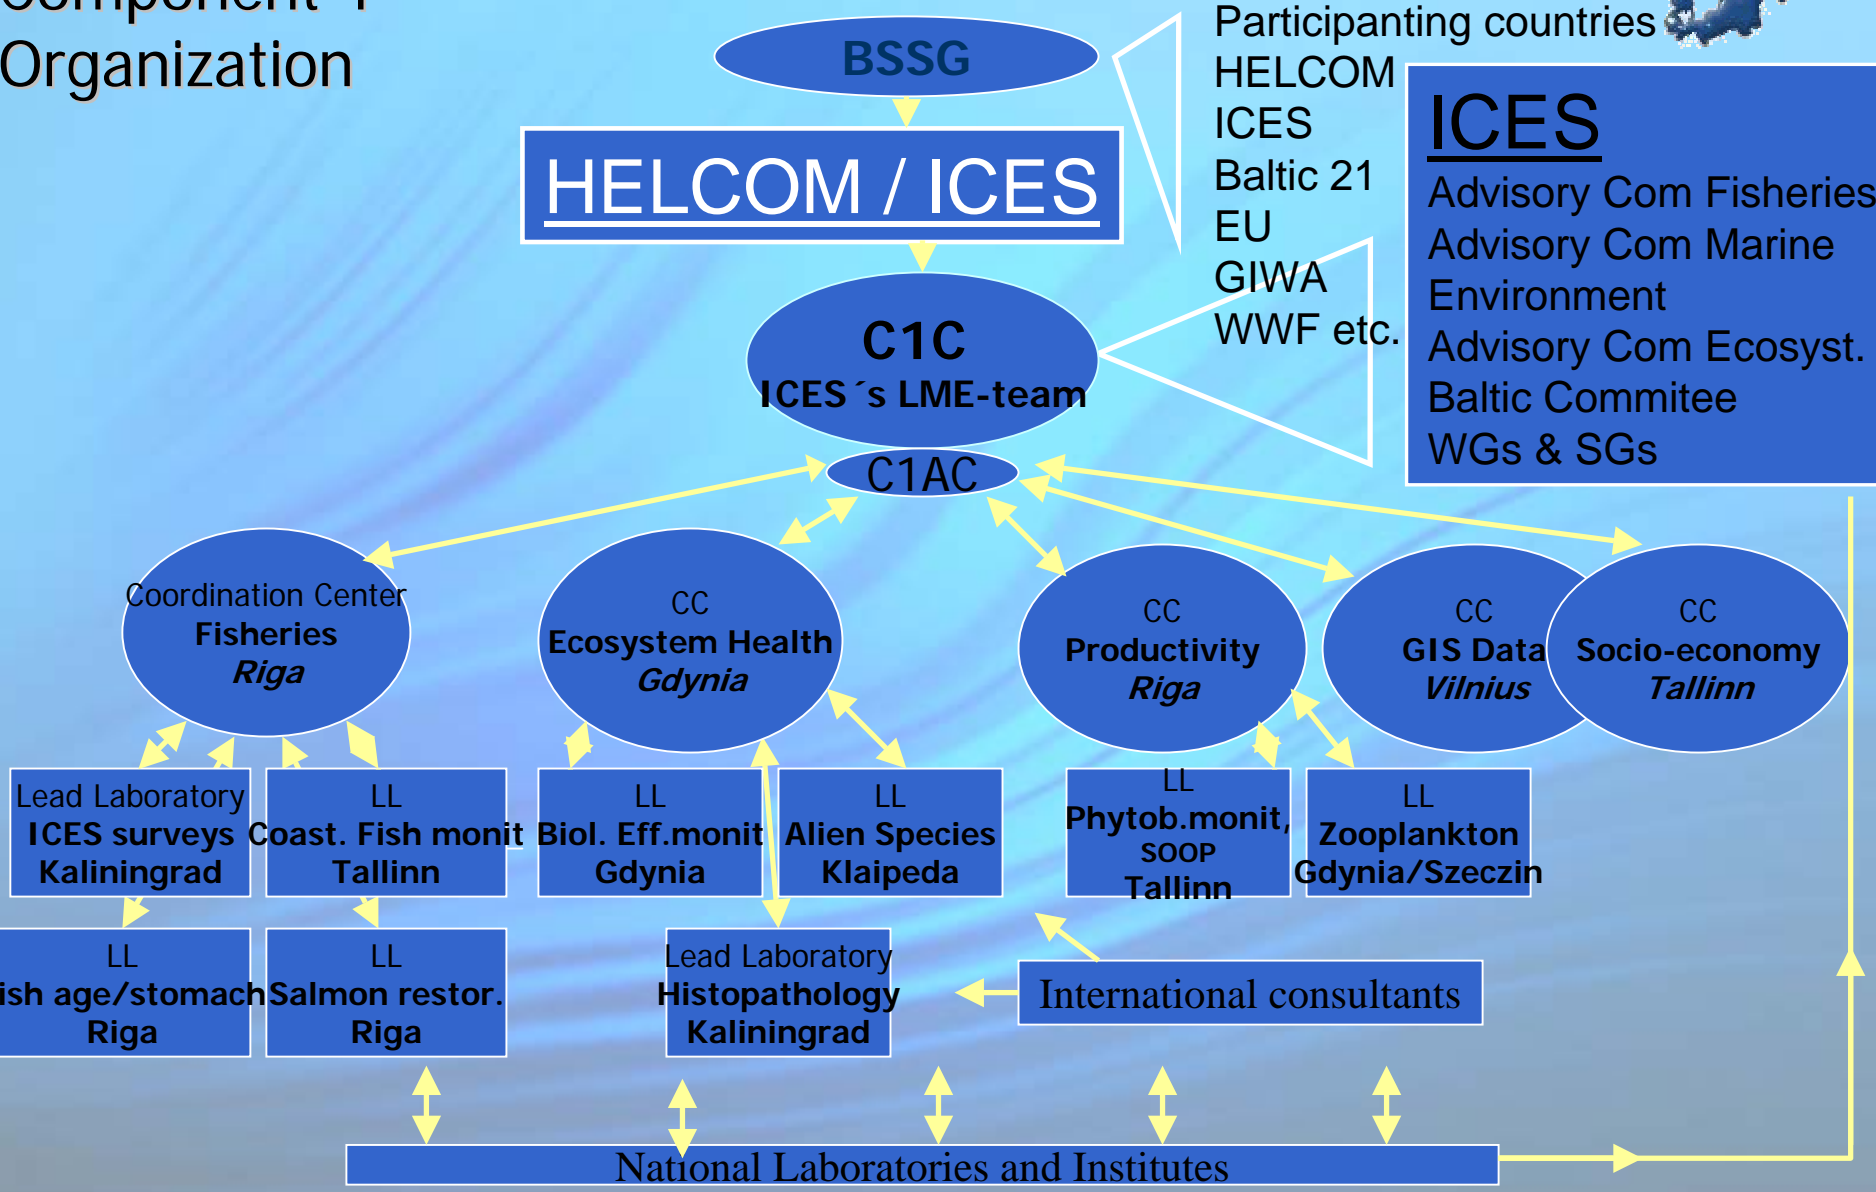 Component 1
Organization
BSSG
HELCOM / ICES
Participanting countries
HELCOM
ICES
Baltic 21
EU
GIWA
WWF etc.
ICES
Advisory Com Fisheries
Advisory Com Marine
Environment
Advisory Com Ecosyst.
Baltic Commitee
WGs & SGs
C1C
ICES´s LME-team
C1AC
Coordination Center
Fisheries
Riga
CC
Ecosystem Health
Gdynia
CC
Productivity
Riga
CC
GIS Data
Vilnius
CC
Socio-economy
Tallinn
Lead Laboratory
ICES surveys
Kaliningrad
LL
Coast. Fish monit
Tallinn
LL
Biol. Eff.monit
Gdynia
LL
Alien Species
Klaipeda
LL
Phytob.monit,
SOOP
Tallinn
LL
Zooplankton
Gdynia/Szeczin
LL
ish age/stomach
Riga
LL
Salmon restor.
Riga
Lead Laboratory
Histopathology
Kaliningrad
International consultants
National Laboratories and Institutes